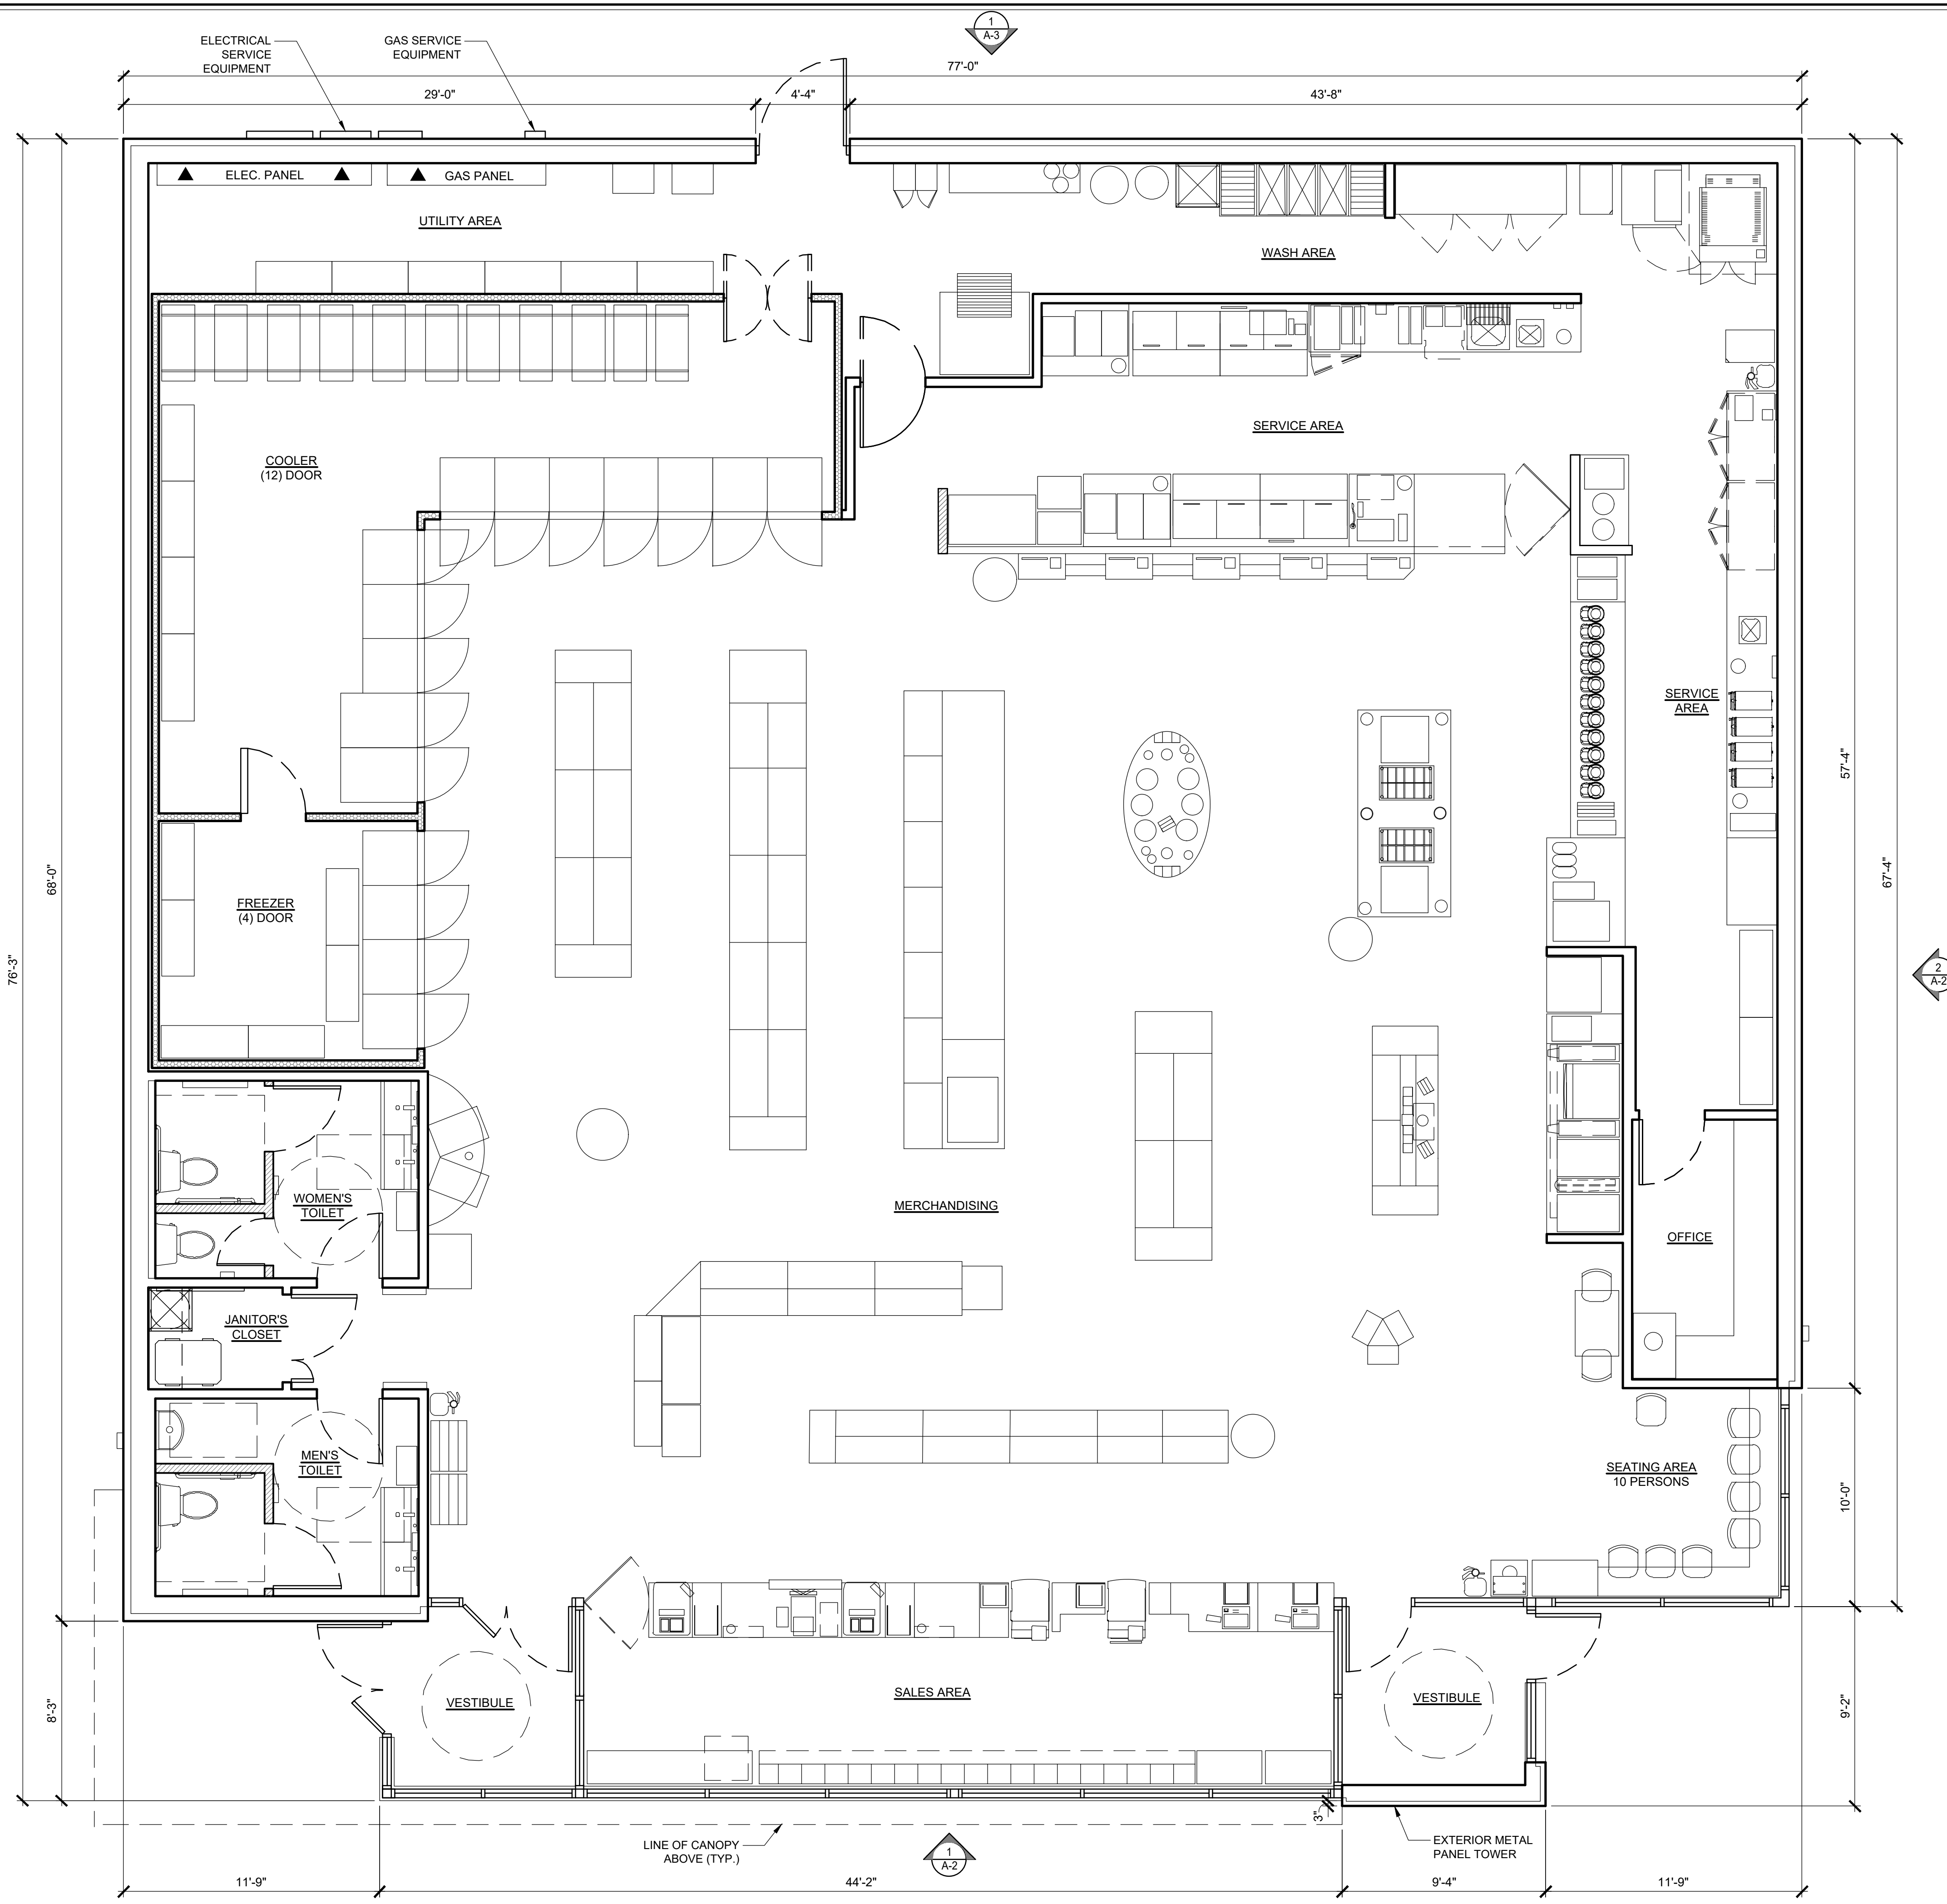 1
A-3
ELECTRICAL
SERVICE
EQUIPMENT
GAS SERVICE
EQUIPMENT
77'-0"
29'-0"
4'-4"
43'-8"
ELEC. PANEL
GAS PANEL
UTILITY AREA
WASH AREA
SERVICE AREA
COOLER
(12) DOOR
SERVICE
AREA
57'-4"
67'-4"
68'-0"
76'-3"
FREEZER
(4) DOOR
2
A-2
WOMEN'S
TOILET
MERCHANDISING
OFFICE
JANITOR'S
CLOSET
MEN'S
TOILET
SEATING AREA
10 PERSONS
10'-0"
VESTIBULE
SALES AREA
VESTIBULE
8'-3"
9'-2"
3"
LINE OF CANOPY
ABOVE (TYP.)
1
A-2
EXTERIOR METAL
PANEL TOWER
11'-9"
44'-2"
9'-4"
11'-9"